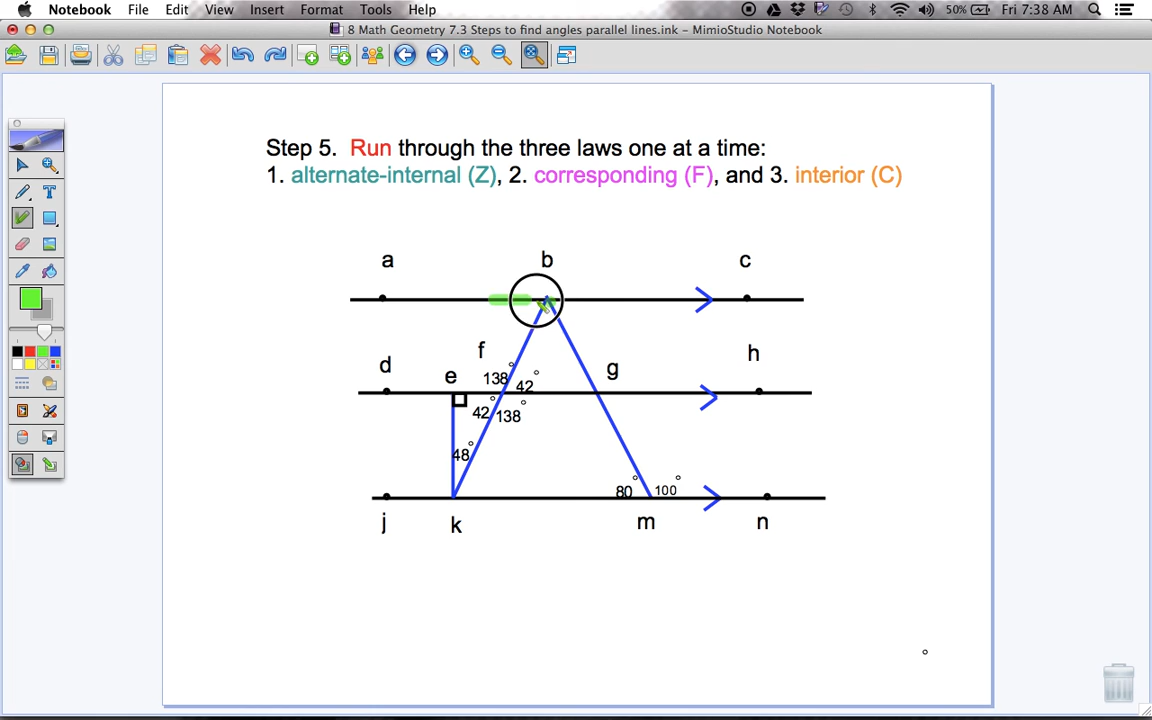 Notebook File Edit View Insert Format Tools Help 50% Fri 7:38 AM
8 Math Geometry 7.3 Steps to find angles parallel lines.ink - MimioStudio Notebook
Step 5. Run through the three laws one at a time:
1. alternate-internal (Z), 2. corresponding (F), and 3. interior (C)
a b c
d e f g h
138° 42°
42° 138°
48°
80° 100°
j k m n